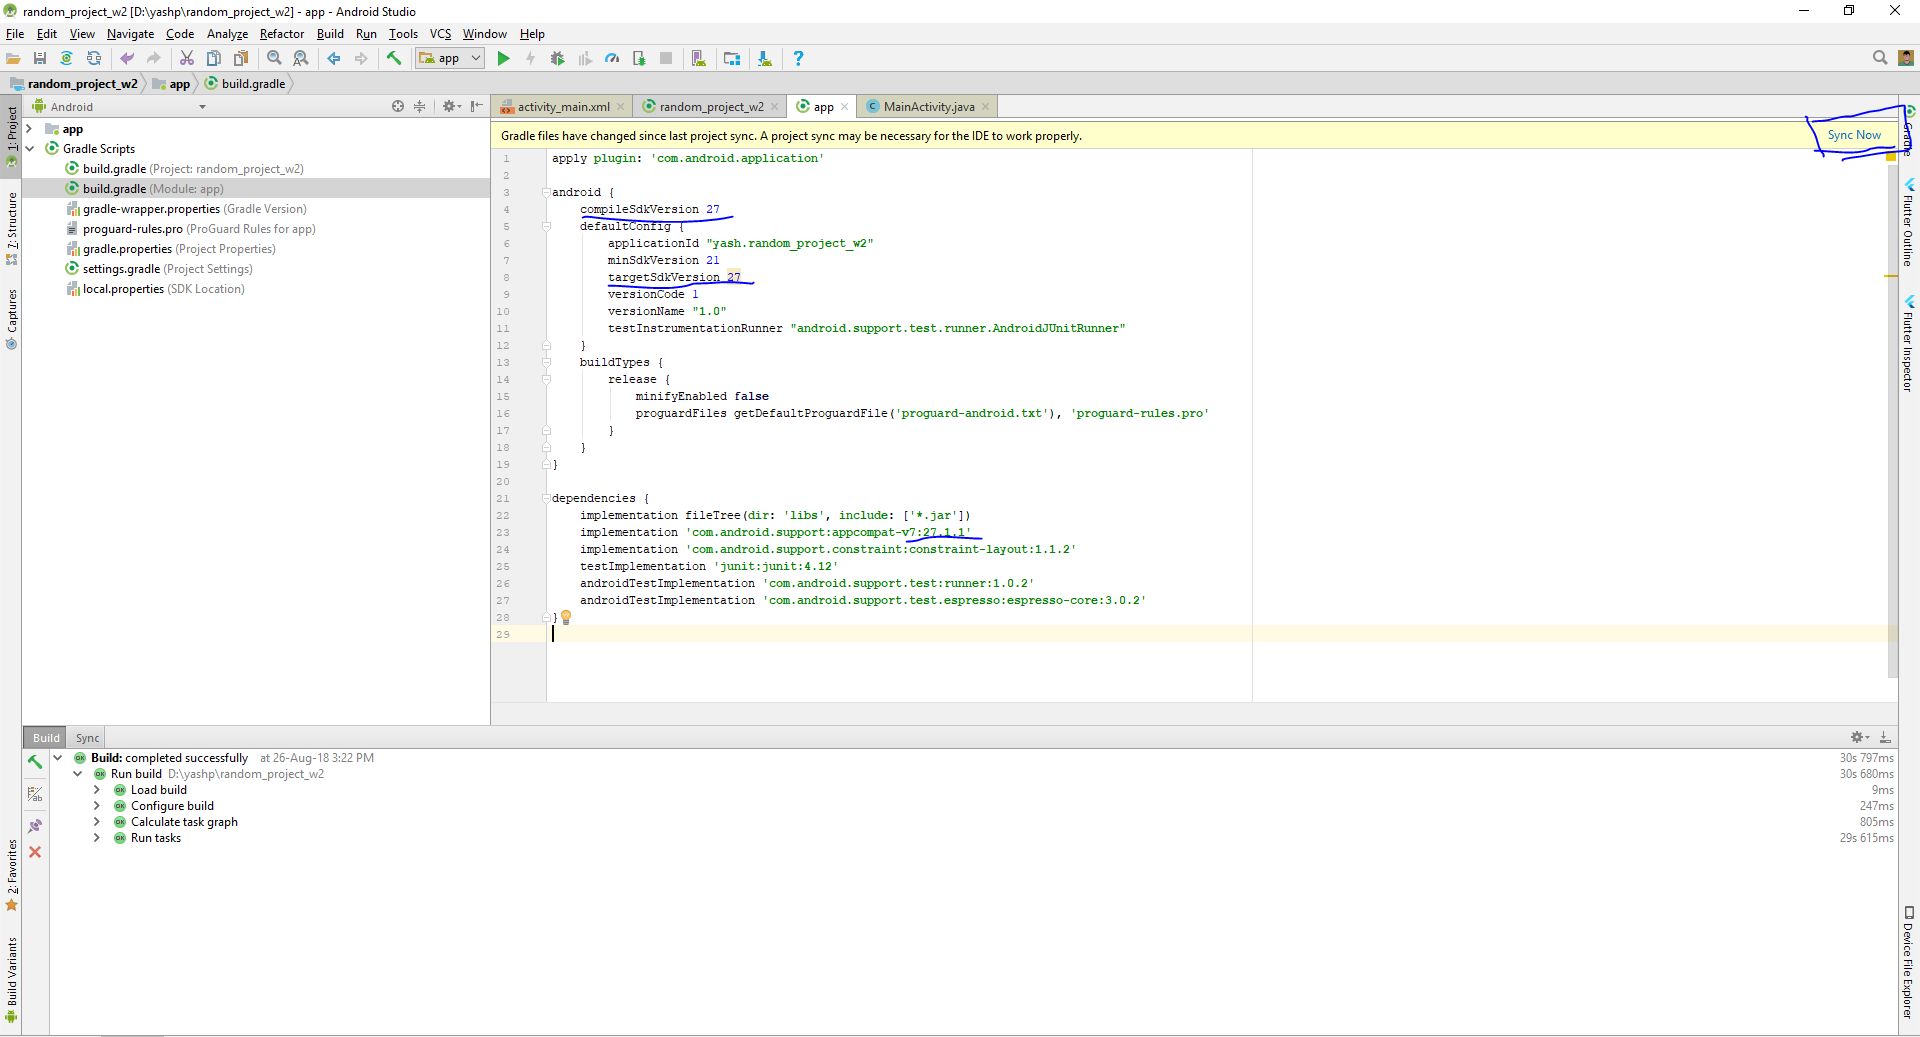 random_project_w2 [D:\yashp\random_project_w2] - app - Android Studio
File Edit View Navigate Code Analyze Refactor Build Run Tools VCS Window Help
app
random_project_w2 app build.gradle
1: Project
7: Structure
Captures
2: Favorites
Build Variants
Android
app
Gradle Scripts
build.gradle (Project: random_project_w2)
build.gradle (Module: app)
gradle-wrapper.properties (Gradle Version)
proguard-rules.pro (ProGuard Rules for app)
gradle.properties (Project Properties)
settings.gradle (Project Settings)
local.properties (SDK Location)
activity_main.xml random_project_w2 app MainActivity.java
Gradle files have changed since last project sync. A project sync may be necessary for the IDE to work properly. Sync Now
1 apply plugin: 'com.android.application'
2
3 android {
4 compileSdkVersion 27
5 defaultConfig {
6 applicationId "yash.random_project_w2"
7 minSdkVersion 21
8 targetSdkVersion 27
9 versionCode 1
10 versionName "1.0"
11 testInstrumentationRunner "android.support.test.runner.AndroidJUnitRunner"
12 }
13 buildTypes {
14 release {
15 minifyEnabled false
16 proguardFiles getDefaultProguardFile('proguard-android.txt'), 'proguard-rules.pro'
17 }
18 }
19 }
20
21 dependencies {
22 implementation fileTree(dir: 'libs', include: ['*.jar'])
23 implementation 'com.android.support:appcompat-v7:27.1.1'
24 implementation 'com.android.support.constraint:constraint-layout:1.1.2'
25 testImplementation 'junit:junit:4.12'
26 androidTestImplementation 'com.android.support.test:runner:1.0.2'
27 androidTestImplementation 'com.android.support.test.espresso:espresso-core:3.0.2'
28 }
29
Gradle
Flutter Outline
Flutter Inspector
Device File Explorer
Build Sync
Build: completed successfully at 26-Aug-18 3:22 PM 30s 797ms
Run build D:\yashp\random_project_w2 30s 680ms
Load build 9ms
Configure build 247ms
Calculate task graph 805ms
Run tasks 29s 615ms